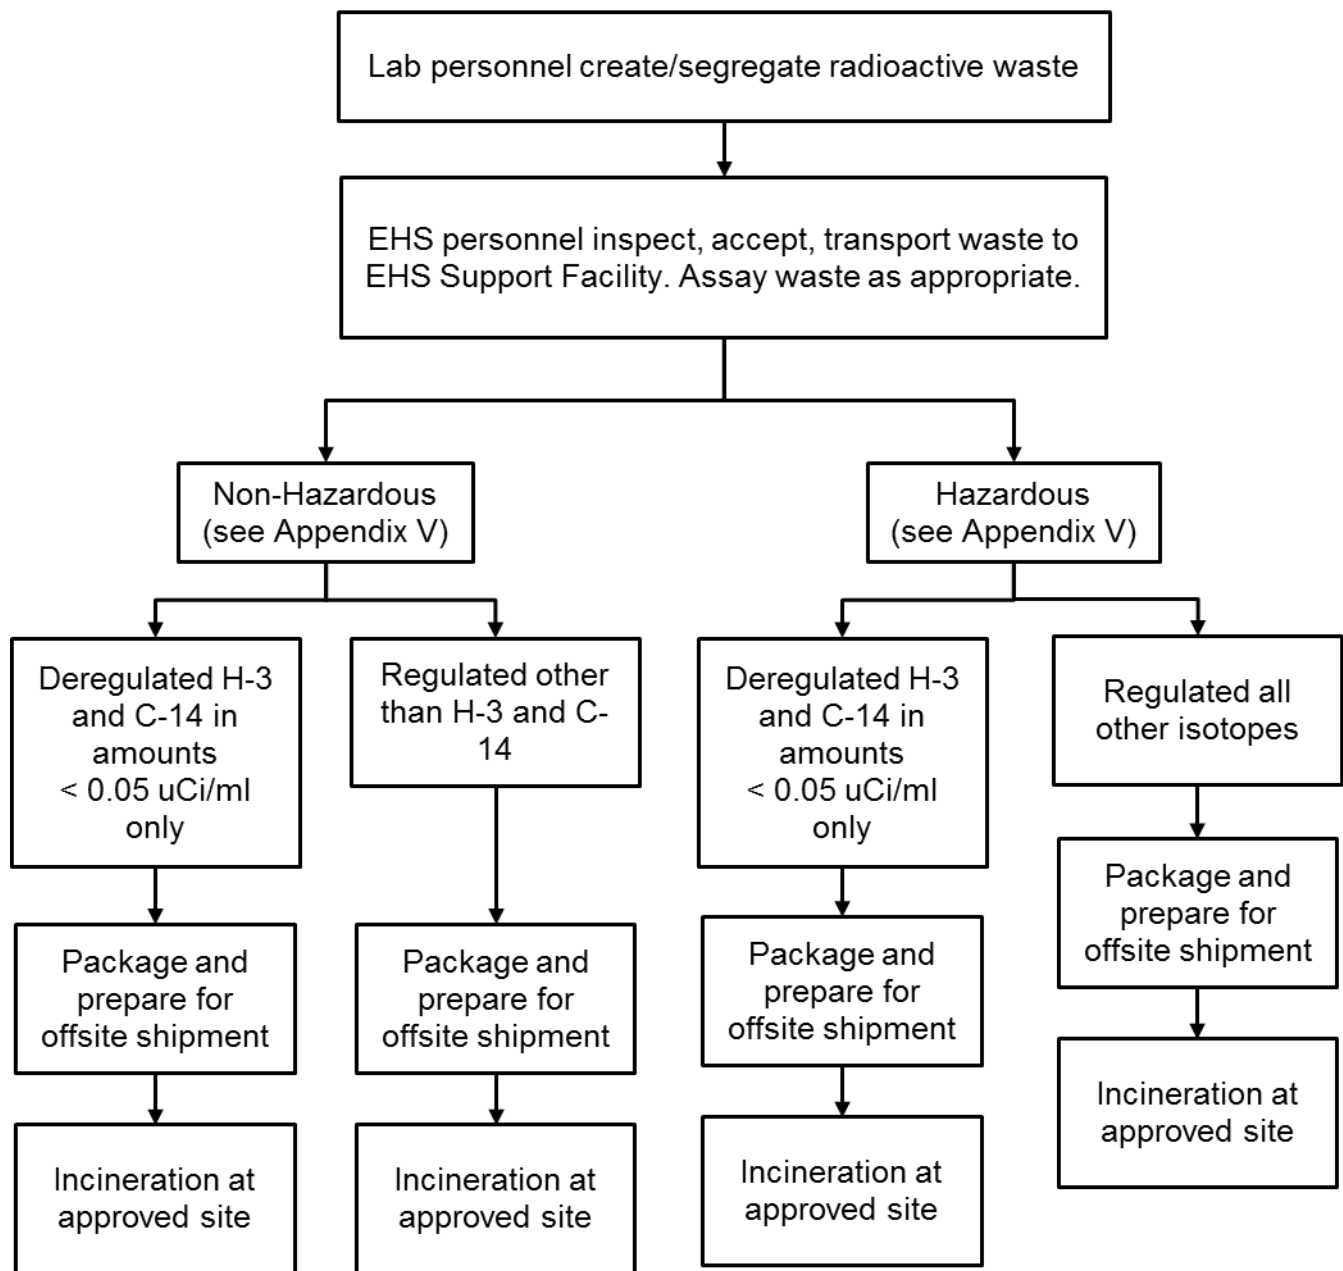 Lab personnel create/segregate radioactive waste
EHS personnel inspect, accept, transport waste to
EHS Support Facility. Assay waste as appropriate.
Non-Hazardous
(see Appendix V)
Hazardous
(see Appendix V)
Deregulated H-3
and C-14 in
amounts
< 0.05 uCi/ml
only
Regulated other
than H-3 and C-
14
Deregulated H-3
and C-14 in
amounts
< 0.05 uCi/ml
only
Regulated all
other isotopes
Package and
prepare for
offsite shipment
Package and
prepare for
offsite shipment
Package and
prepare for
offsite shipment
Package and
prepare for
offsite shipment
Incineration at
approved site
Incineration at
approved site
Incineration at
approved site
Incineration at
approved site